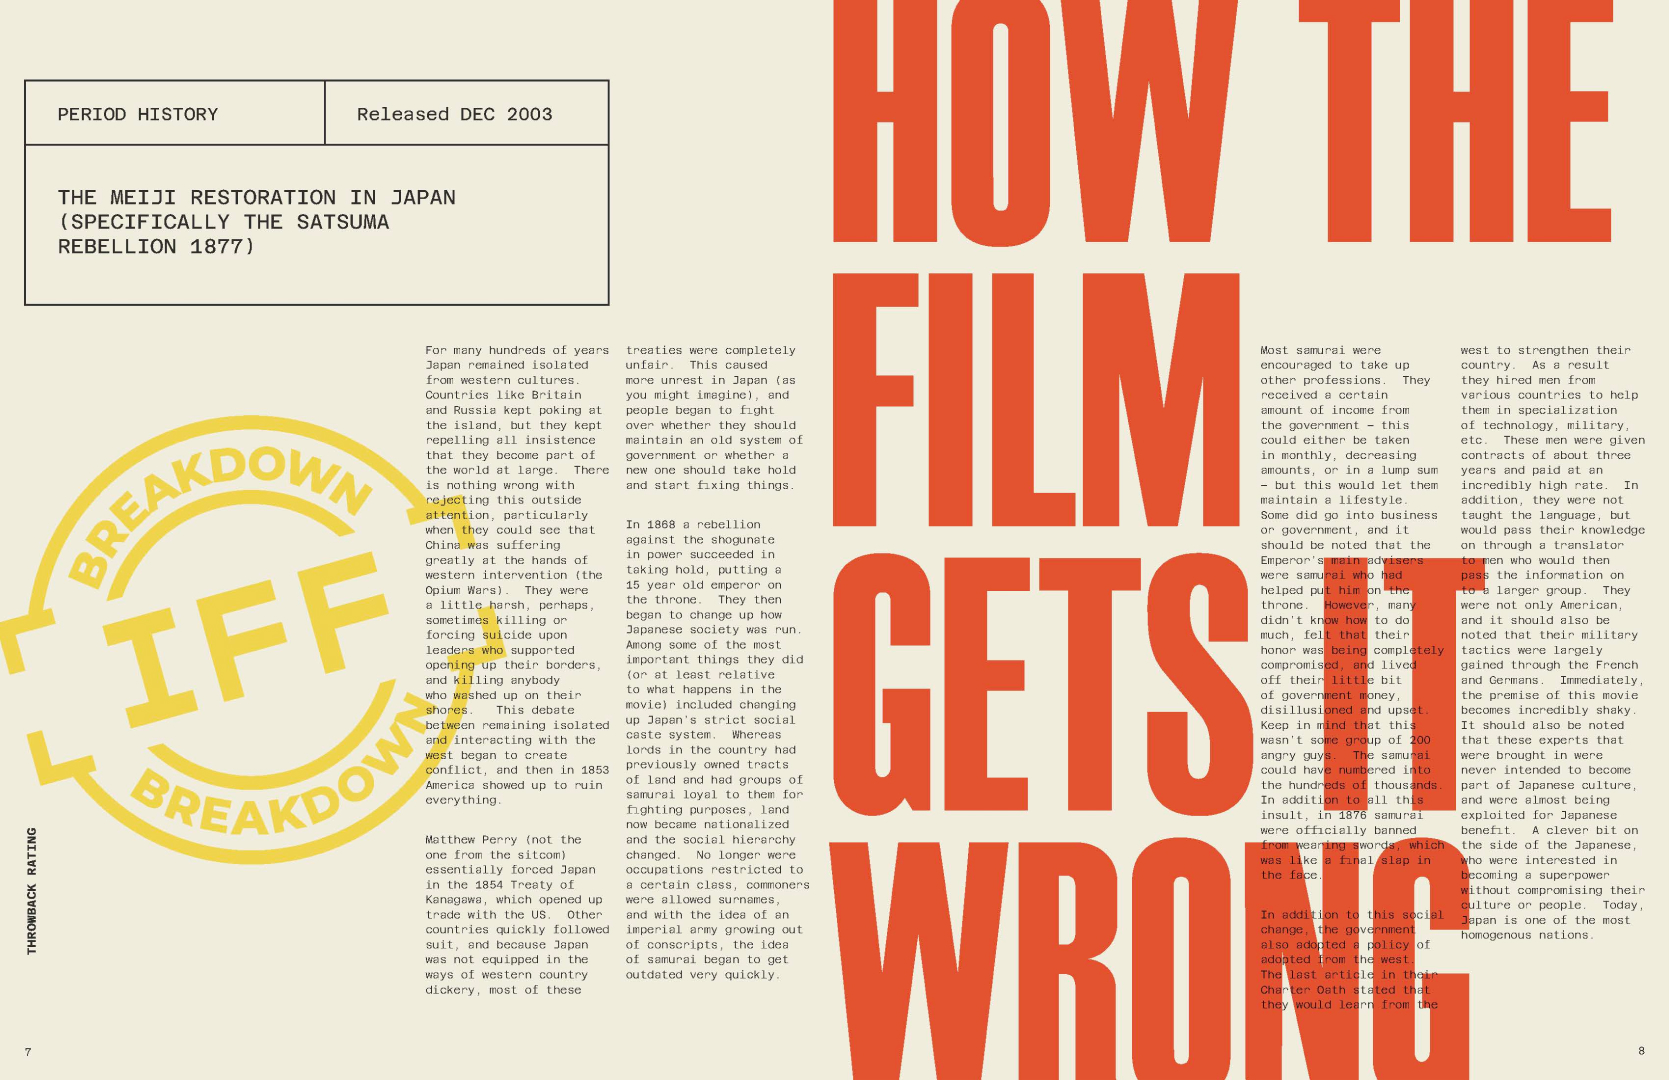 PERIOD HISTORY
Released DEC 2003
THE MEIJI RESTORATION IN JAPAN
(SPECIFICALLY THE SATSUMA
REBELLION 1877)
BREAKDOWN
IFF
BREAKDOWN
THROWBACK RATING
For many hundreds of years
Japan remained isolated
from western cultures.
Countries like Britain
and Russia kept poking at
the island, but they kept
repelling all insistence
that they become part of
the world at large.  There
is nothing wrong with
rejecting this outside
attention, particularly
when they could see that
China was suffering
greatly at the hands of
western intervention (the
Opium Wars).  They were
a little harsh, perhaps,
sometimes killing or
forcing suicide upon
leaders who supported
opening up their borders,
and killing anybody
who washed up on their
shores.   This debate
between remaining isolated
and interacting with the
west began to create
conflict, and then in 1853
America showed up to ruin
everything.
Matthew Perry (not the
one from the sitcom)
essentially forced Japan
in the 1854 Treaty of
Kanagawa, which opened up
trade with the US.  Other
countries quickly followed
suit, and because Japan
was not equipped in the
ways of western country
dickery, most of these
treaties were completely
unfair.  This caused
more unrest in Japan (as
you might imagine), and
people began to fight
over whether they should
maintain an old system of
government or whether a
new one should take hold
and start fixing things.
In 1868 a rebellion
against the shogunate
in power succeeded in
taking hold, putting a
15 year old emperor on
the throne.  They then
began to change up how
Japanese society was run.
Among some of the most
important things they did
(or at least relative
to what happens in the
movie) included changing
up Japan's strict social
caste system.  Whereas
lords in the country had
previously owned tracts
of land and had groups of
samurai loyal to them for
fighting purposes, land
now became nationalized
and the social hierarchy
changed.  No longer were
occupations restricted to
a certain class, commoners
were allowed surnames,
and with the idea of an
imperial army growing out
of conscripts, the idea
of samurai began to get
outdated very quickly.
7
HOW THE
FILM
GETS IT
WRONG
Most samurai were
encouraged to take up
other professions.  They
received a certain
amount of income from
the government – this
could either be taken
in monthly, decreasing
amounts, or in a lump sum
– but this would let them
maintain a lifestyle.
Some did go into business
or government, and it
should be noted that the
Emperor's main advisers
were samurai who had
helped put him on the
throne.  However, many
didn't know how to do
much, felt that their
honor was being completely
compromised, and lived
off their little bit
of government money,
disillusioned and upset.
Keep in mind that this
wasn't some group of 200
angry guys.  The samurai
could have numbered into
the hundreds of thousands.
In addition to all this
insult, in 1876 samurai
were officially banned
from wearing swords, which
was like a final slap in
the face.
In addition to this social
change, the government
also adopted a policy of
adopted from the west.
The last article in their
Charter Oath stated that
they would learn from the
west to strengthen their
country.  As a result
they hired men from
various countries to help
them in specialization
of technology, military,
etc.  These men were given
contracts of about three
years and paid at an
incredibly high rate.  In
addition, they were not
taught the language, but
would pass their knowledge
on through a translator
to men who would then
pass the information on
to a larger group.  They
were not only American,
and it should also be
noted that their military
tactics were largely
gained through the French
and Germans.  Immediately,
the premise of this movie
becomes incredibly shaky.
It should also be noted
that these experts that
were brought in were
never intended to become
part of Japanese culture,
and were almost being
exploited for Japanese
benefit.  A clever bit on
the side of the Japanese,
who were interested in
becoming a superpower
without compromising their
culture or people.  Today,
Japan is one of the most
homogenous nations.
8